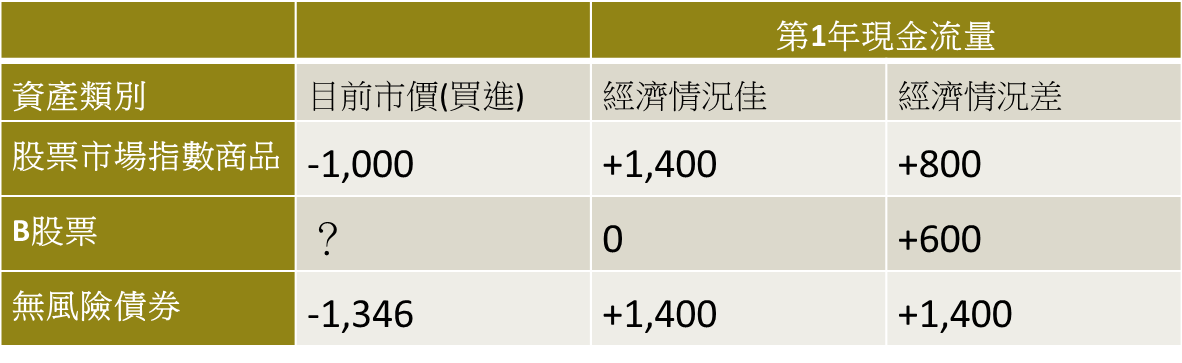 第1年現金流量
資產類別 目前市價(買進) 經濟情況佳 經濟情況差
股票市場指數商品 -1,000 +1,400 +800
B股票 ? 0 +600
無風險債券 -1,346 +1,400 +1,400